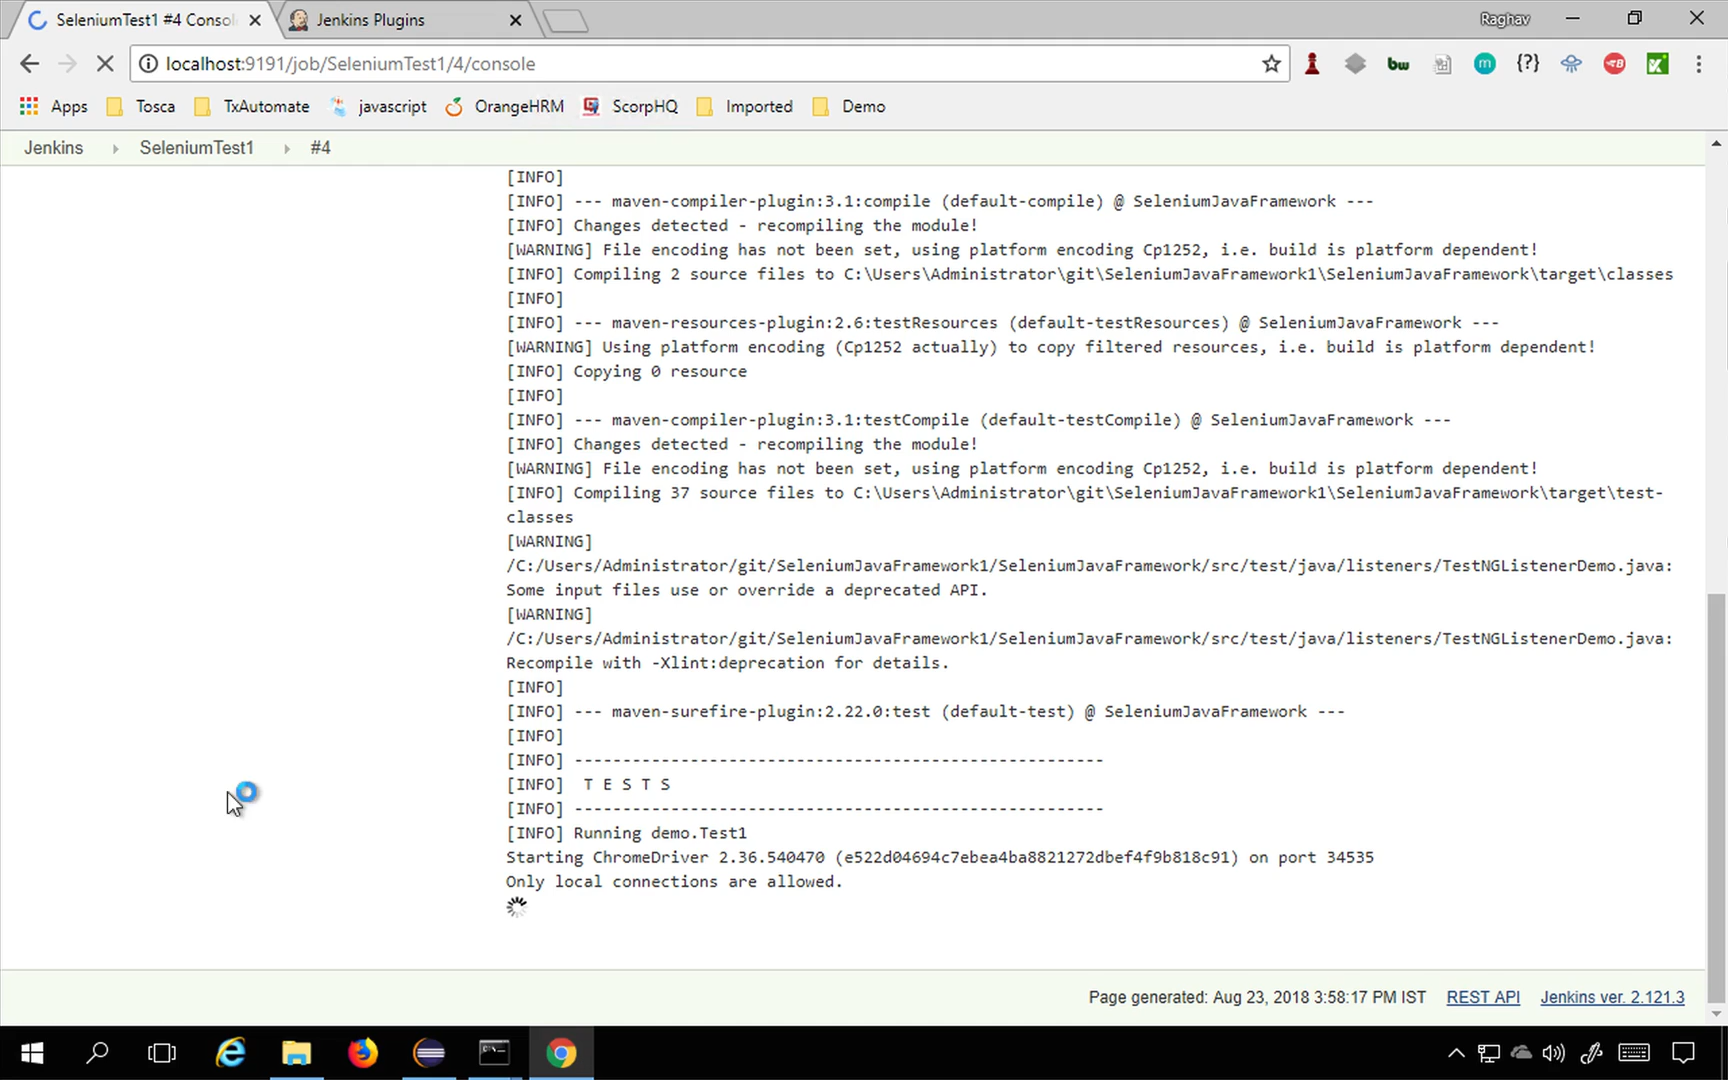 SeleniumTest1 #4 Consol
Jenkins Plugins
Raghav
localhost:9191/job/SeleniumTest1/4/console
bw
m
{?}
Apps
Tosca
TxAutomate
javascript
OrangeHRM
ScorpHQ
Imported
Demo
Jenkins
SeleniumTest1
#4
[INFO]
[INFO] --- maven-compiler-plugin:3.1:compile (default-compile) @ SeleniumJavaFramework ---
[INFO] Changes detected - recompiling the module!
[WARNING] File encoding has not been set, using platform encoding Cp1252, i.e. build is platform dependent!
[INFO] Compiling 2 source files to C:\Users\Administrator\git\SeleniumJavaFramework1\SeleniumJavaFramework\target\classes
[INFO]
[INFO] --- maven-resources-plugin:2.6:testResources (default-testResources) @ SeleniumJavaFramework ---
[WARNING] Using platform encoding (Cp1252 actually) to copy filtered resources, i.e. build is platform dependent!
[INFO] Copying 0 resource
[INFO]
[INFO] --- maven-compiler-plugin:3.1:testCompile (default-testCompile) @ SeleniumJavaFramework ---
[INFO] Changes detected - recompiling the module!
[WARNING] File encoding has not been set, using platform encoding Cp1252, i.e. build is platform dependent!
[INFO] Compiling 37 source files to C:\Users\Administrator\git\SeleniumJavaFramework1\SeleniumJavaFramework\target\test-
classes
[WARNING]
/C:/Users/Administrator/git/SeleniumJavaFramework1/SeleniumJavaFramework/src/test/java/listeners/TestNGListenerDemo.java:
Some input files use or override a deprecated API.
[WARNING]
/C:/Users/Administrator/git/SeleniumJavaFramework1/SeleniumJavaFramework/src/test/java/listeners/TestNGListenerDemo.java:
Recompile with -Xlint:deprecation for details.
[INFO]
[INFO] --- maven-surefire-plugin:2.22.0:test (default-test) @ SeleniumJavaFramework ---
[INFO]
[INFO] -------------------------------------------------------
[INFO]  T E S T S
[INFO] -------------------------------------------------------
[INFO] Running demo.Test1
Starting ChromeDriver 2.36.540470 (e522d04694c7ebea4ba8821272dbef4f9b818c91) on port 34535
Only local connections are allowed.
Page generated: Aug 23, 2018 3:58:17 PM IST
REST API
Jenkins ver. 2.121.3